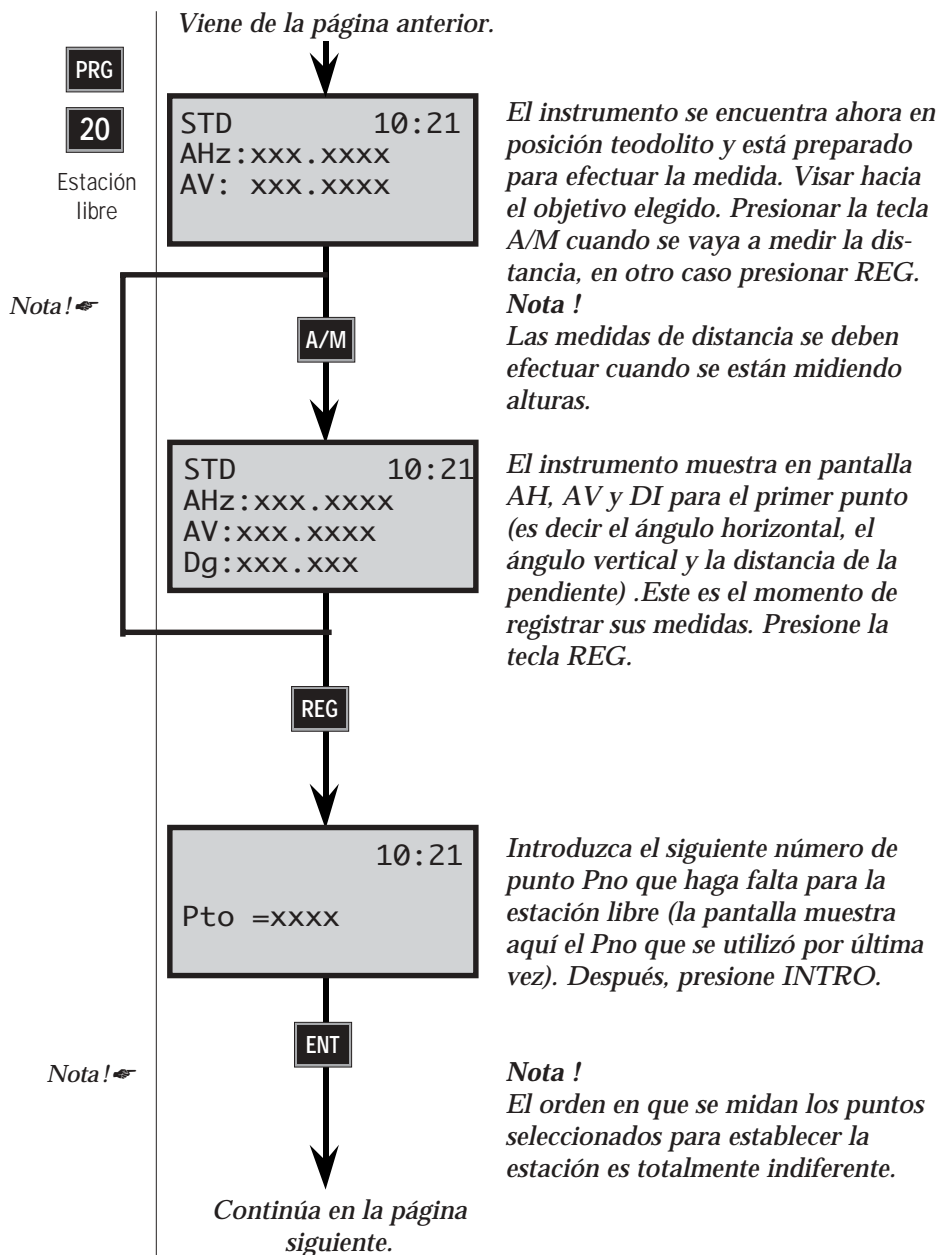 Viene de la página anterior.
PRG
20
Estación
libre
STD 10:21
AHz:xxx.xxxx
AV: xxx.xxxx
El instrumento se encuentra ahora en
posición teodolito y está preparado
para efectuar la medida. Visar hacia
el objetivo elegido. Presionar la tecla
A/M cuando se vaya a medir la dis-
tancia, en otro caso presionar REG.
Nota !
Las medidas de distancia se deben
efectuar cuando se están midiendo
alturas.
Nota!☛
A/M
STD 10:21
AHz:xxx.xxxx
AV:xxx.xxxx
Dg:xxx.xxx
El instrumento muestra en pantalla
AH, AV y DI para el primer punto
(es decir el ángulo horizontal, el
ángulo vertical y la distancia de la
pendiente) .Este es el momento de
registrar sus medidas. Presione la
tecla REG.
REG
10:21
Pto =xxxx
Introduzca el siguiente número de
punto Pno que haga falta para la
estación libre (la pantalla muestra
aquí el Pno que se utilizó por última
vez). Después, presione INTRO.
ENT
Nota!☛
Nota !
El orden en que se midan los puntos
seleccionados para establecer la
estación es totalmente indiferente.
Continúa en la página
siguiente.